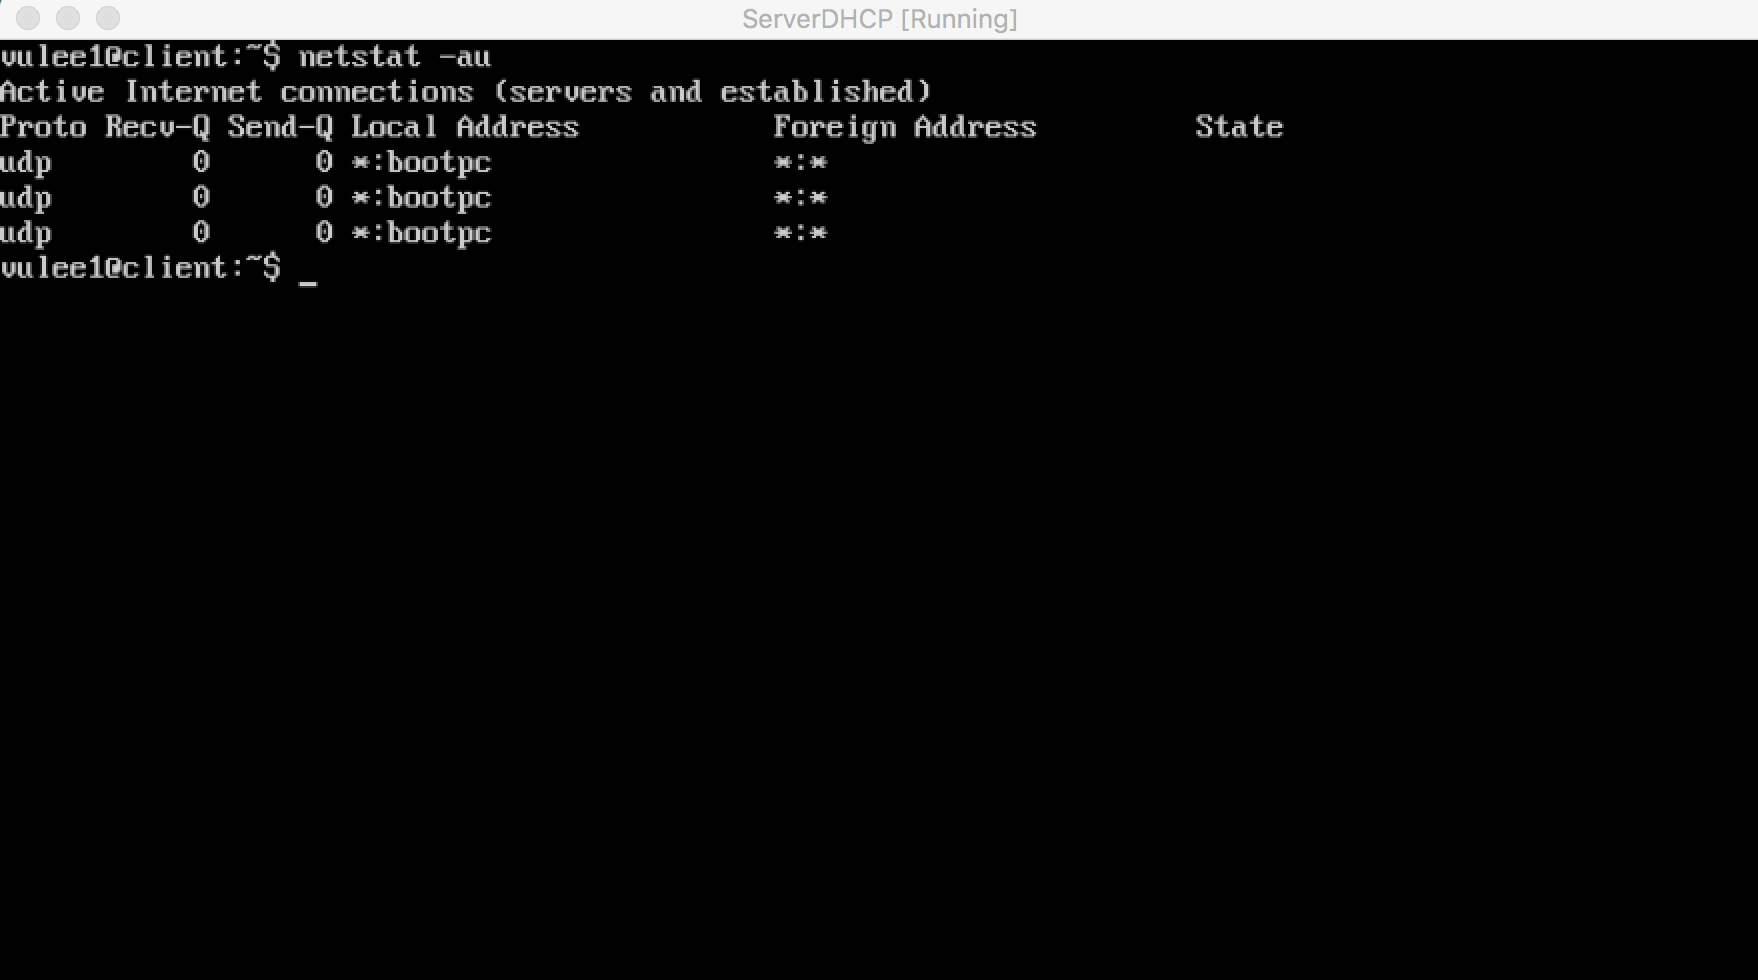 ServerDHCP [Running]
vulee1@client:~$ netstat -au
Active Internet connections (servers and established)
Proto Recv-Q Send-Q Local Address           Foreign Address         State
udp        0      0 *:bootpc                *:*
udp        0      0 *:bootpc                *:*
udp        0      0 *:bootpc                *:*
vulee1@client:~$ _